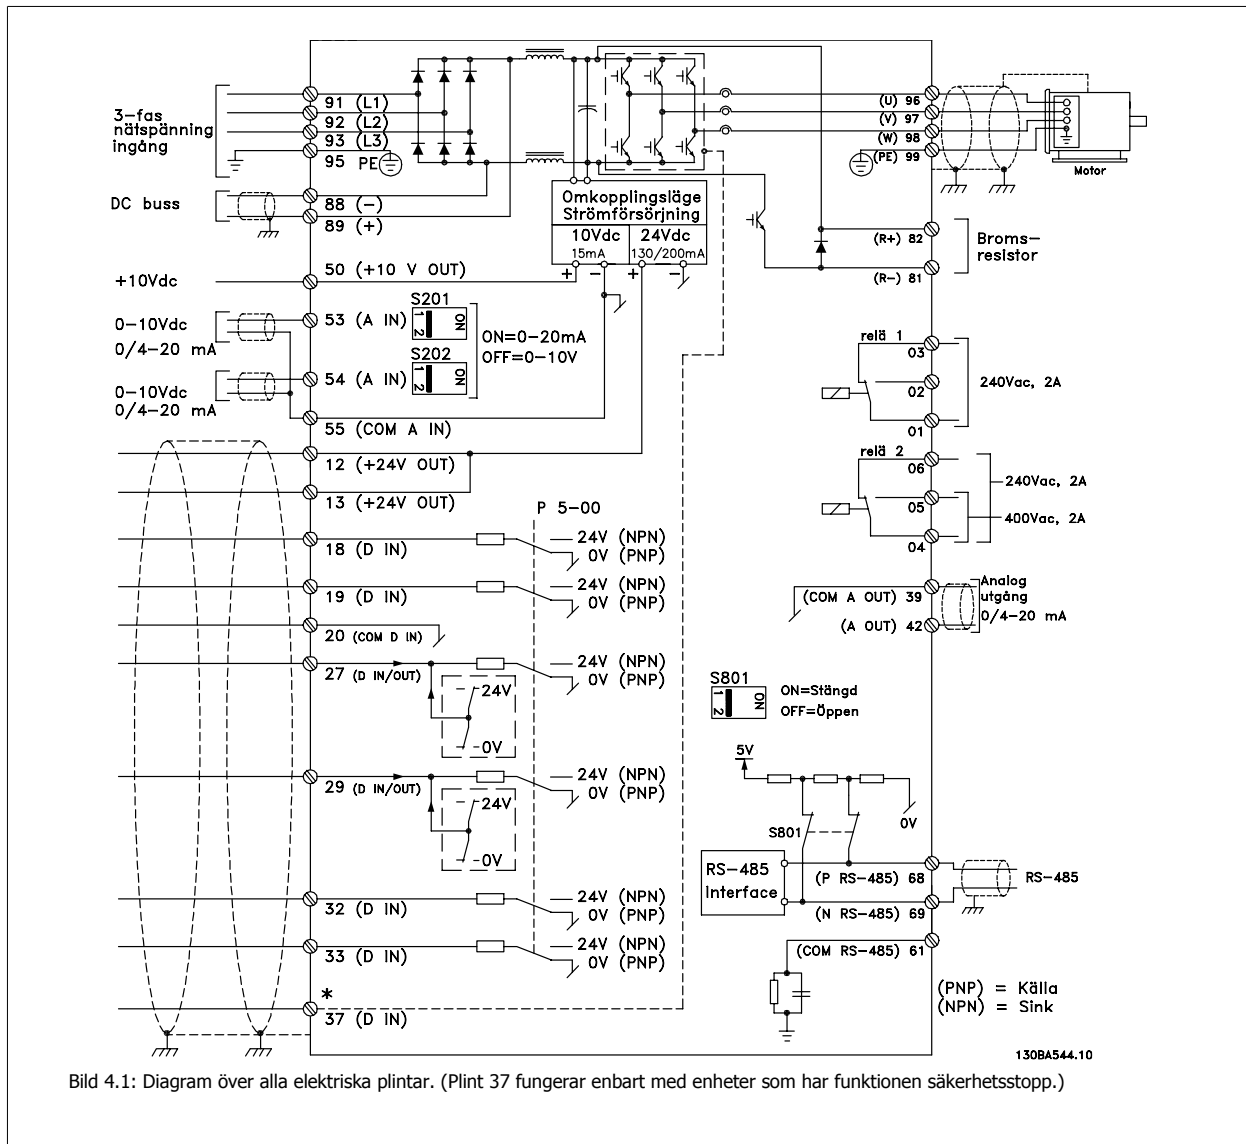 3-fas
nätspänning
ingång
91 (L1)
92 (L2)
93 (L3)
95 PE
DC buss
88 (-)
89 (+)
+10Vdc
50 (+10 V OUT)
0-10Vdc
0/4-20 mA
53 (A IN)
S201
ON
1 2
ON=0-20mA
OFF=0-10V
0-10Vdc
0/4-20 mA
54 (A IN)
S202
ON
1 2
55 (COM A IN)
12 (+24V OUT)
13 (+24V OUT)
P 5-00
18 (D IN)
24V (NPN)
0V (PNP)
19 (D IN)
24V (NPN)
0V (PNP)
20 (COM D IN)
27 (D IN/OUT)
24V (NPN)
0V (PNP)
24V
0V
29 (D IN/OUT)
24V (NPN)
0V (PNP)
24V
0V
32 (D IN)
24V (NPN)
0V (PNP)
33 (D IN)
24V (NPN)
0V (PNP)
*
37 (D IN)
Omkopplingsläge
Strömförsörjning
10Vdc
15mA
24Vdc
130/200mA
+ - + -
(U) 96
(V) 97
(W) 98
(PE) 99
Motor
(R+) 82
(R-) 81
Broms-
resistor
relä 1
03
02
01
240Vac, 2A
relä 2
06
05
04
240Vac, 2A
400Vac, 2A
(COM A OUT) 39
(A OUT) 42
Analog
utgång
0/4-20 mA
S801
ON
1 2
ON=Stängd
OFF=Öppen
5V
0V
S801
RS-485
Interface
(P RS-485) 68
(N RS-485) 69
RS-485
(COM RS-485) 61
(PNP) = Källa
(NPN) = Sink
130BA544.10
Bild 4.1: Diagram över alla elektriska plintar. (Plint 37 fungerar enbart med enheter som har funktionen säkerhetsstopp.)